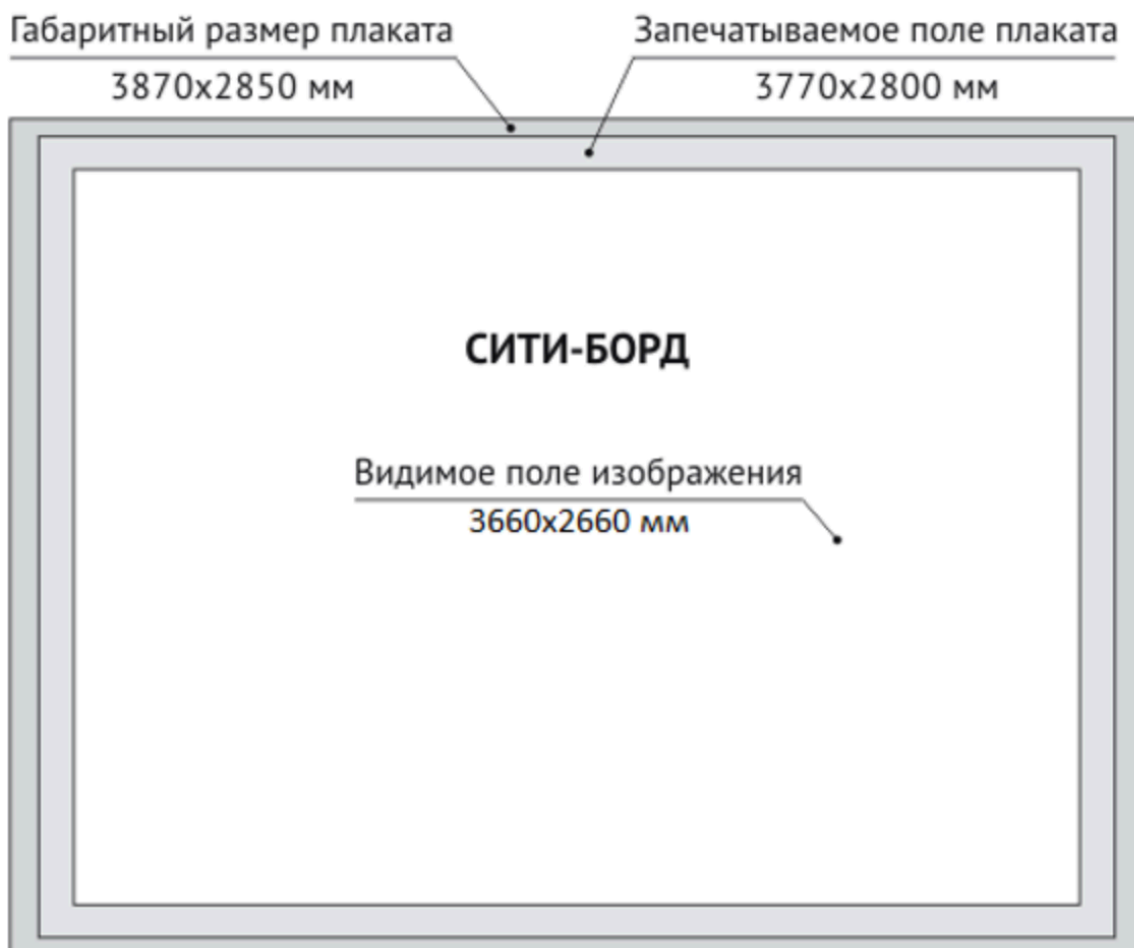 Габаритный размер плаката
3870х2850 мм
Запечатываемое поле плаката
3770х2800 мм
СИТИ-БОРД
Видимое поле изображения
3660х2660 мм